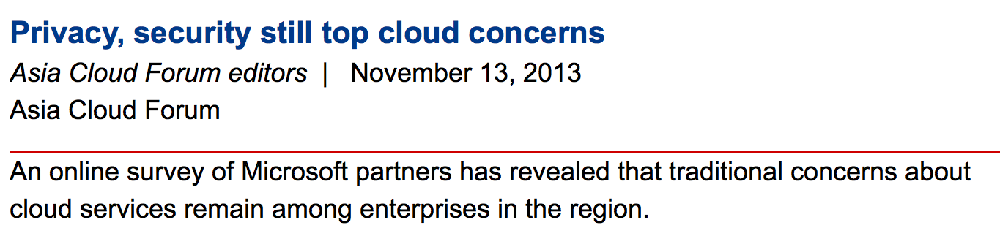 Privacy, security still top cloud concerns
Asia Cloud Forum editors | November 13, 2013
Asia Cloud Forum
An online survey of Microsoft partners has revealed that traditional concerns about
cloud services remain among enterprises in the region.